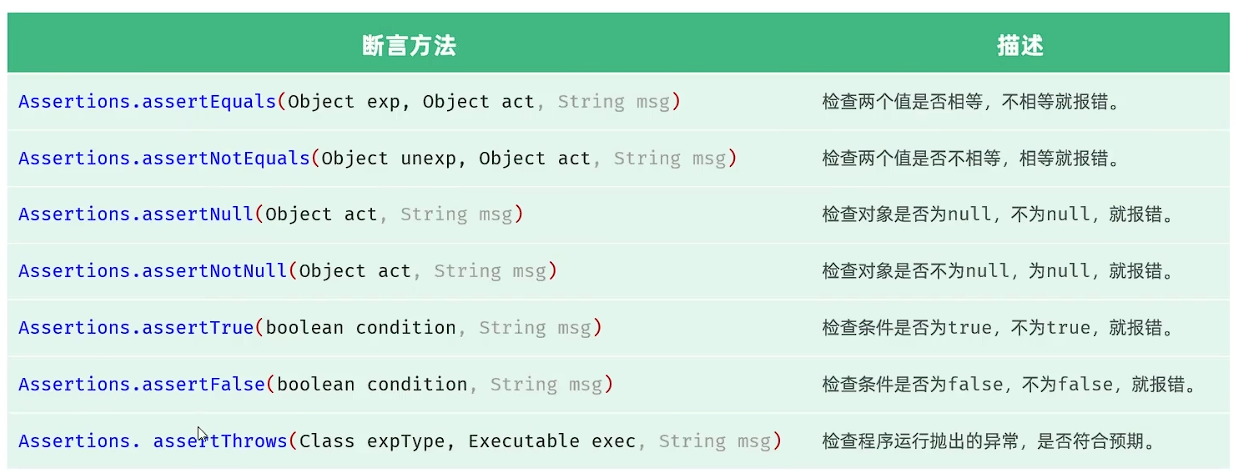 断言方法 描述
Assertions.assertEquals(Object exp, Object act, String msg) 检查两个值是否相等，不相等就报错。
Assertions.assertNotEquals(Object unexp, Object act, String msg) 检查两个值是否不相等，相等就报错。
Assertions.assertNull(Object act, String msg) 检查对象是否为null，不为null，就报错。
Assertions.assertNotNull(Object act, String msg) 检查对象是否不为null，为null，就报错。
Assertions.assertTrue(boolean condition, String msg) 检查条件是否为true，不为true，就报错。
Assertions.assertFalse(boolean condition, String msg) 检查条件是否为false，不为false，就报错。
Assertions. assertThrows(Class expType, Executable exec, String msg) 检查程序运行抛出的异常，是否符合预期。